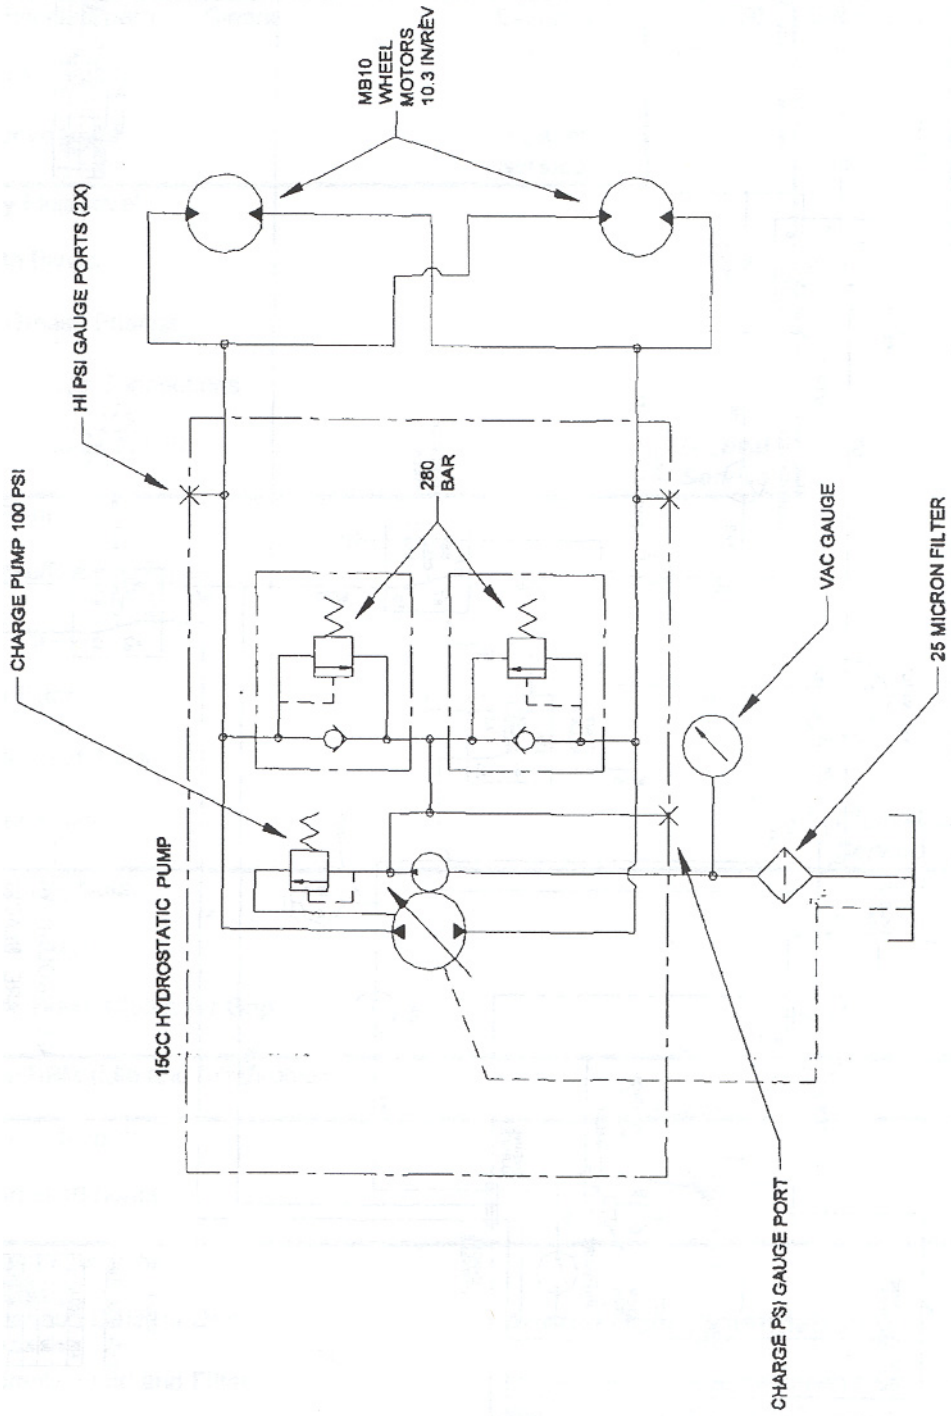 CHARGE PUMP 100 PSI
HI PSI GAUGE PORTS (2X)
MB10
WHEEL
MOTORS
10.3 IN/REV
15CC HYDROSTATIC PUMP
280
BAR
CHARGE PSI GAUGE PORT
VAC GAUGE
25 MICRON FILTER